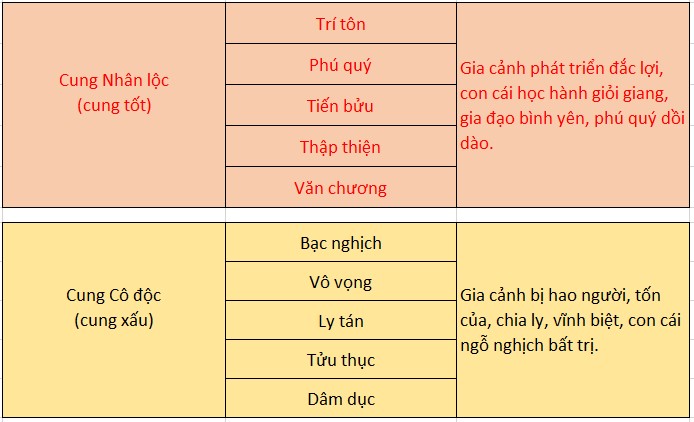 Cung Nhân lộc
(cung tốt)
Trí tôn
Phú quý
Tiến bửu
Thập thiện
Văn chương
Gia cảnh phát triển đắc lợi,
con cái học hành giỏi giang,
gia đạo bình yên, phú quý dồi
dào.
Cung Cô độc
(cung xấu)
Bạc nghịch
Vô vọng
Ly tán
Tửu thục
Dâm dục
Gia cảnh bị hao người, tốn
của, chia ly, vĩnh biệt, con cái
ngỗ nghịch bất trị.